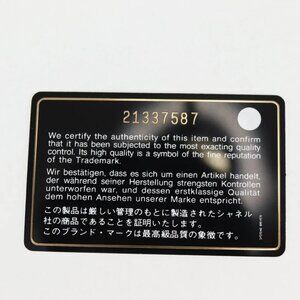 21337587
We certify the authenticity of this item and confirm
that it has been subjected to the most exacting quality
control. Its high quality is a symbol of the fine reputation
of the Trademark.
Wir bestätigen, dass es sich um einen Artikel handelt,
der während seiner Herstellung strengsten Kontrollen
unterworfen war, und dessen erstklassige Qualität
dem hohen Ansehen unserer Marke entspricht.
この製品は厳しい管理のもとに製造されたシャネル
社の商品であることを証明いたします。
このブランド・マークは最高級品質の象徴です。